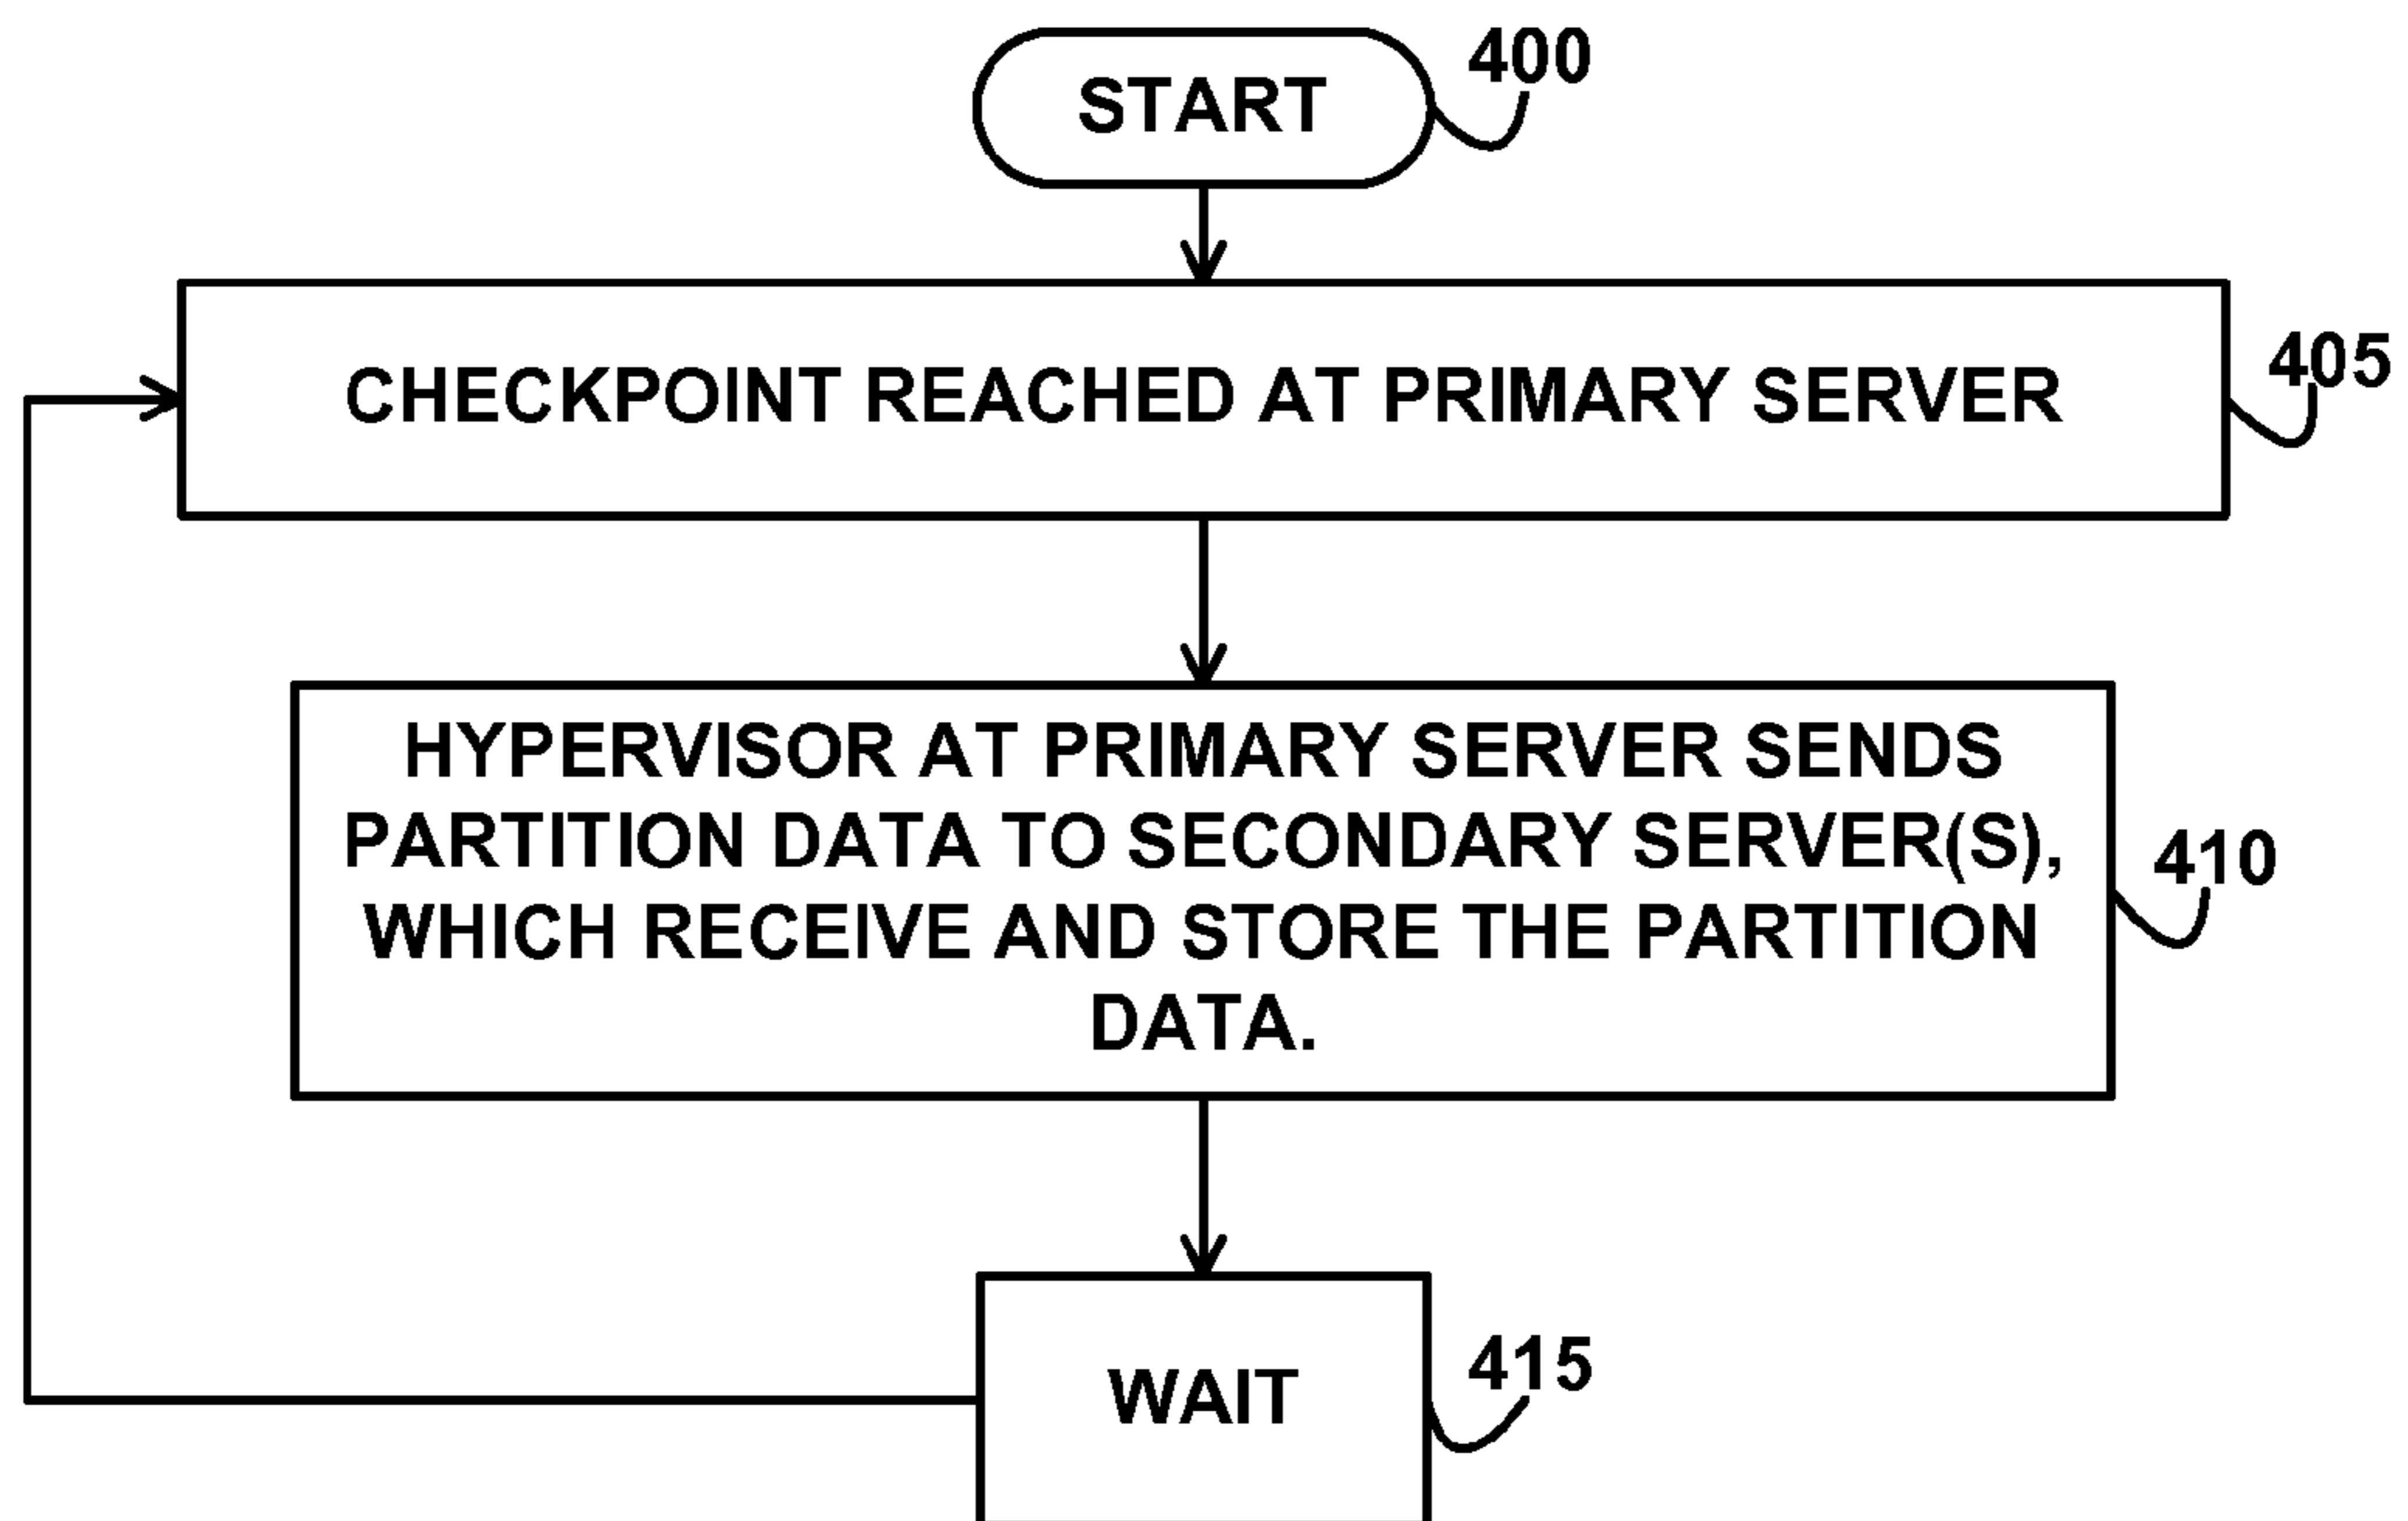 START
400
CHECKPOINT REACHED AT PRIMARY SERVER
405
HYPERVISOR AT PRIMARY SERVER SENDS
PARTITION DATA TO SECONDARY SERVER(S),
WHICH RECEIVE AND STORE THE PARTITION
DATA.
410
WAIT
415